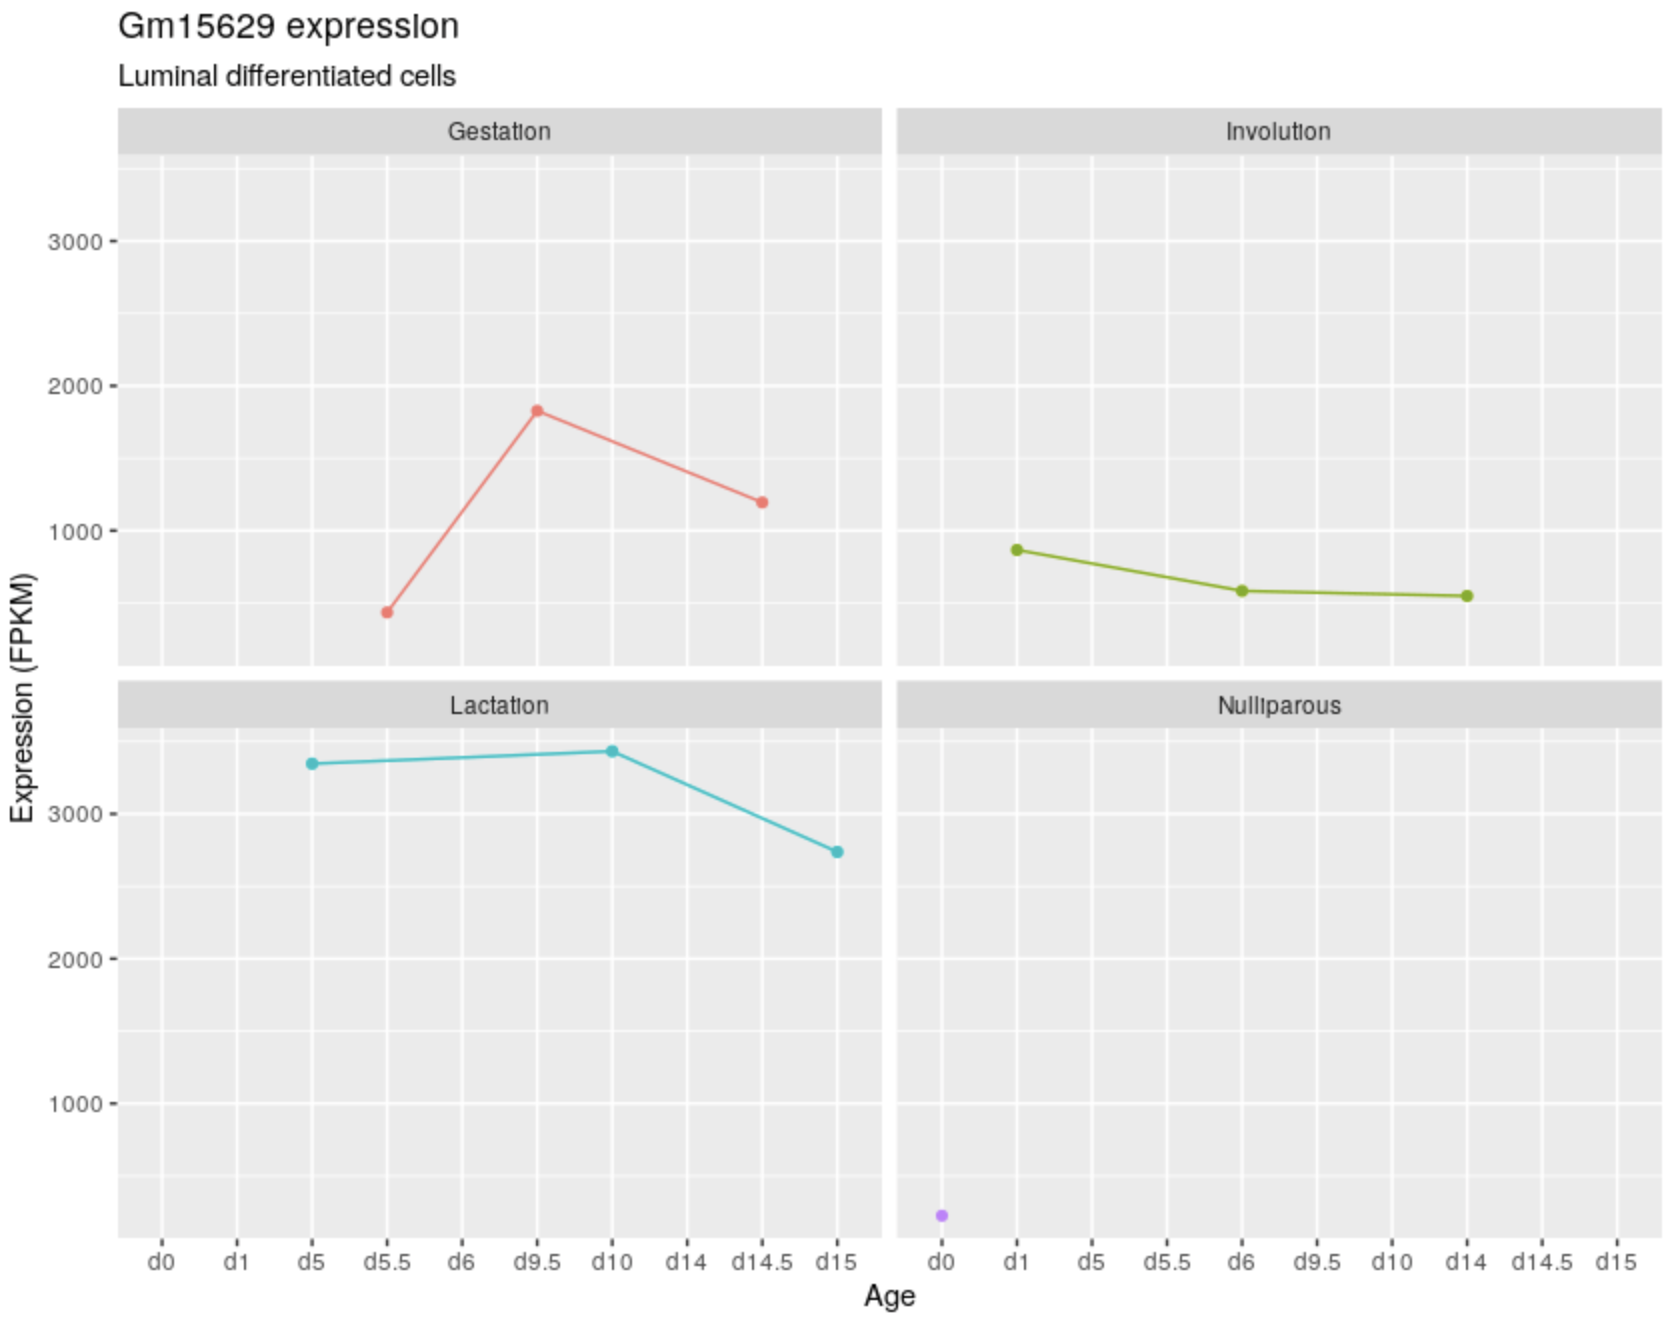 Gm15629 expression
Luminal differentiated cells
Gestation
Involution
3000
2000
1000
Lactation
Nulliparous
3000
2000
1000
Expression (FPKM)
d0 d1 d5 d5.5 d6 d9.5 d10 d14 d14.5 d15
d0 d1 d5 d5.5 d6 d9.5 d10 d14 d14.5 d15
Age